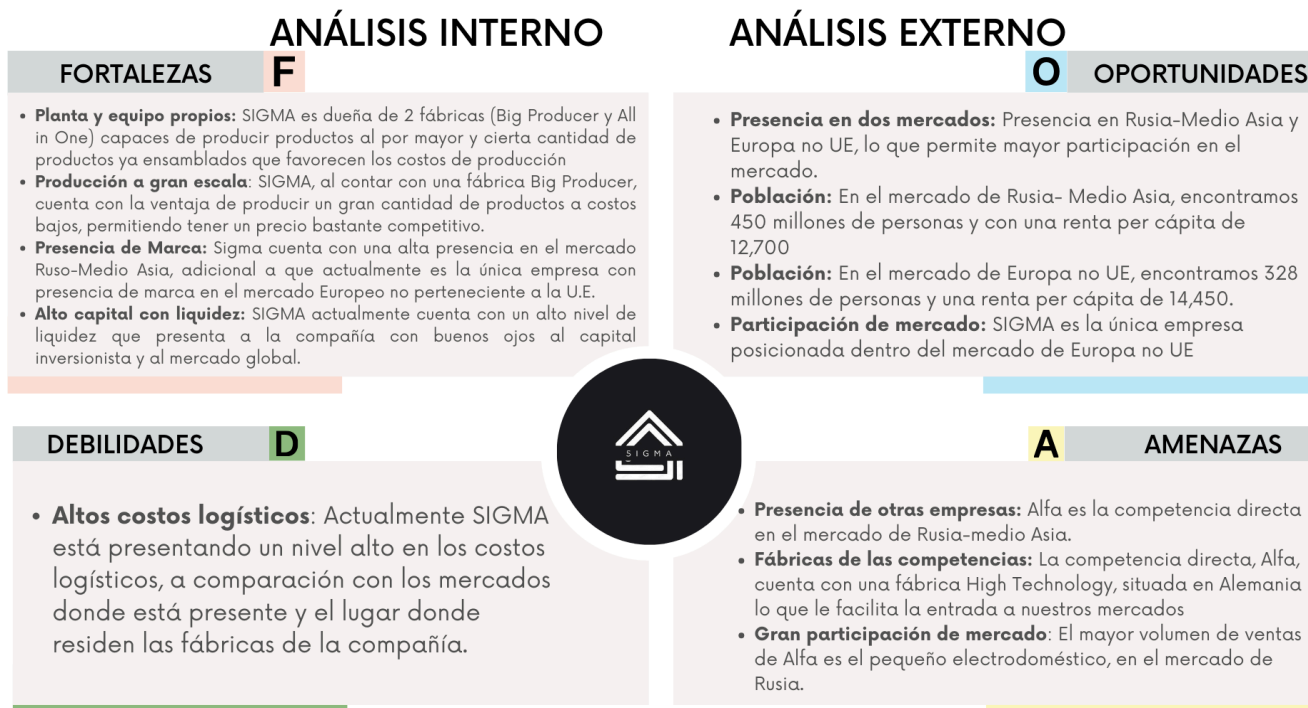 ANÁLISIS INTERNO
FORTALEZAS F
• Planta y equipo propios: SIGMA es dueña de 2 fábricas (Big Producer y All
in One) capaces de producir productos al por mayor y cierta cantidad de
productos ya ensamblados que favorecen los costos de producción
• Producción a gran escala: SIGMA, al contar con una fábrica Big Producer,
cuenta con la ventaja de producir un gran cantidad de productos a costos
bajos, permitiendo tener un precio bastante competitivo.
• Presencia de Marca: Sigma cuenta con una alta presencia en el mercado
Ruso-Medio Asia, adicional a que actualmente es la única empresa con
presencia de marca en el mercado Europeo no perteneciente a la U.E.
• Alto capital con liquidez: SIGMA actualmente cuenta con un alto nivel de
liquidez que presenta a la compañía con buenos ojos al capital
inversionista y al mercado global.
ANÁLISIS EXTERNO
O OPORTUNIDADES
• Presencia en dos mercados: Presencia en Rusia-Medio Asia y
Europa no UE, lo que permite mayor participación en el
mercado.
• Población: En el mercado de Rusia- Medio Asia, encontramos
450 millones de personas y con una renta per cápita de
12,700
• Población: En el mercado de Europa no UE, encontramos 328
millones de personas y una renta per cápita de 14,450.
• Participación de mercado: SIGMA es la única empresa
posicionada dentro del mercado de Europa no UE
SIGMA
DEBILIDADES D
• Altos costos logísticos: Actualmente SIGMA
está presentando un nivel alto en los costos
logísticos, a comparación con los mercados
donde está presente y el lugar donde
residen las fábricas de la compañía.
A AMENAZAS
• Presencia de otras empresas: Alfa es la competencia directa
en el mercado de Rusia-medio Asia.
• Fábricas de las competencias: La competencia directa, Alfa,
cuenta con una fábrica High Technology, situada en Alemania
lo que le facilita la entrada a nuestros mercados
• Gran participación de mercado: El mayor volumen de ventas
de Alfa es el pequeño electrodoméstico, en el mercado de
Rusia.